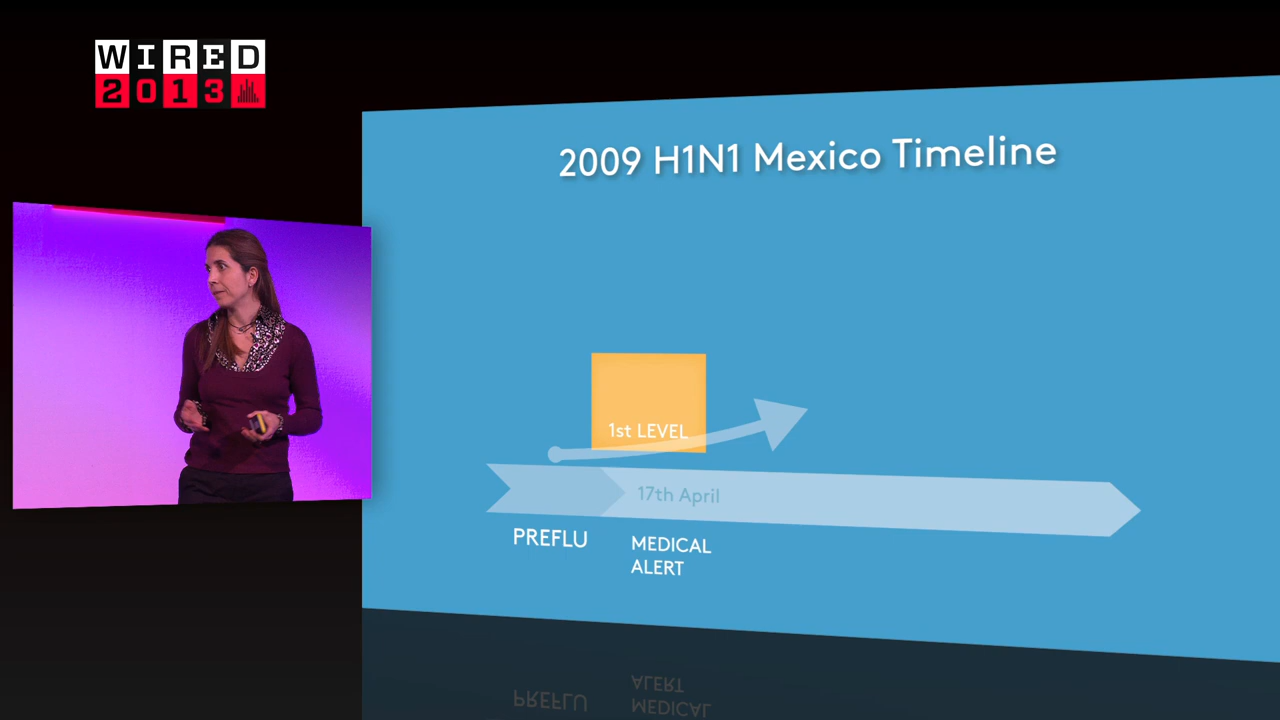 WIRED
2013
2009 H1N1 Mexico Timeline
1st LEVEL
17th April
PREFLU
MEDICAL
ALERT